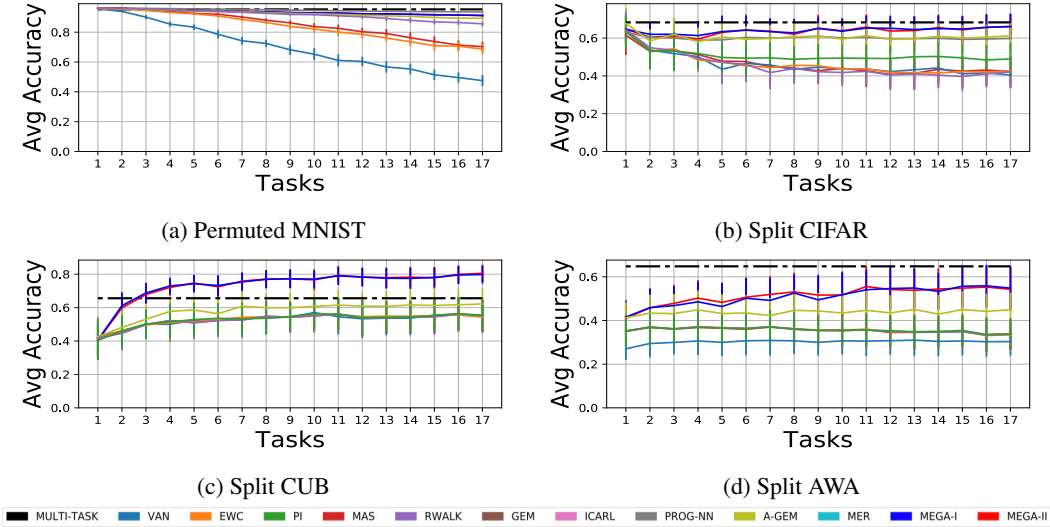 Avg Accuracy
0.8
0.6
0.4
0.2
0.0
1 2 3 4 5 6 7 8 9 10 11 12 13 14 15 16 17
Tasks
(a) Permuted MNIST
Avg Accuracy
0.6
0.4
0.2
0.0
1 2 3 4 5 6 7 8 9 10 11 12 13 14 15 16 17
Tasks
(b) Split CIFAR
Avg Accuracy
0.8
0.6
0.4
0.2
0.0
1 2 3 4 5 6 7 8 9 10 11 12 13 14 15 16 17
Tasks
(c) Split CUB
Avg Accuracy
0.6
0.4
0.2
0.0
1 2 3 4 5 6 7 8 9 10 11 12 13 14 15 16 17
Tasks
(d) Split AWA
MULTI-TASK VAN EWC PI MAS RWALK GEM ICARL PROG-NN A-GEM MER MEGA-I MEGA-II